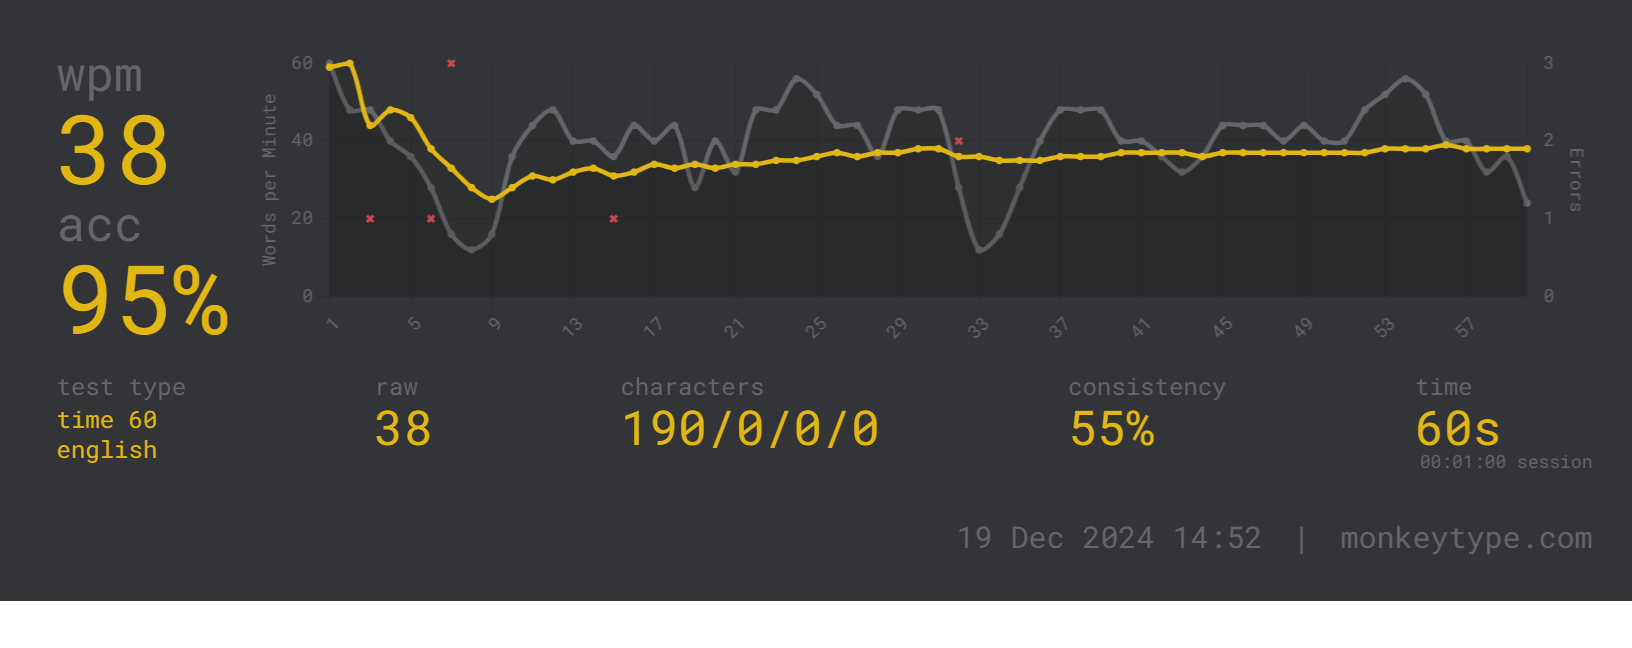 wpm
38
acc
95%
Words per Minute
60
40
20
0
3
2
1
0
Errors
1 5 9 13 17 21 25 29 33 37 41 45 49 53 57
test type
time 60
english
raw
38
characters
190/0/0/0
consistency
55%
time
60s
00:01:00 session
19 Dec 2024 14:52 | monkeytype.com